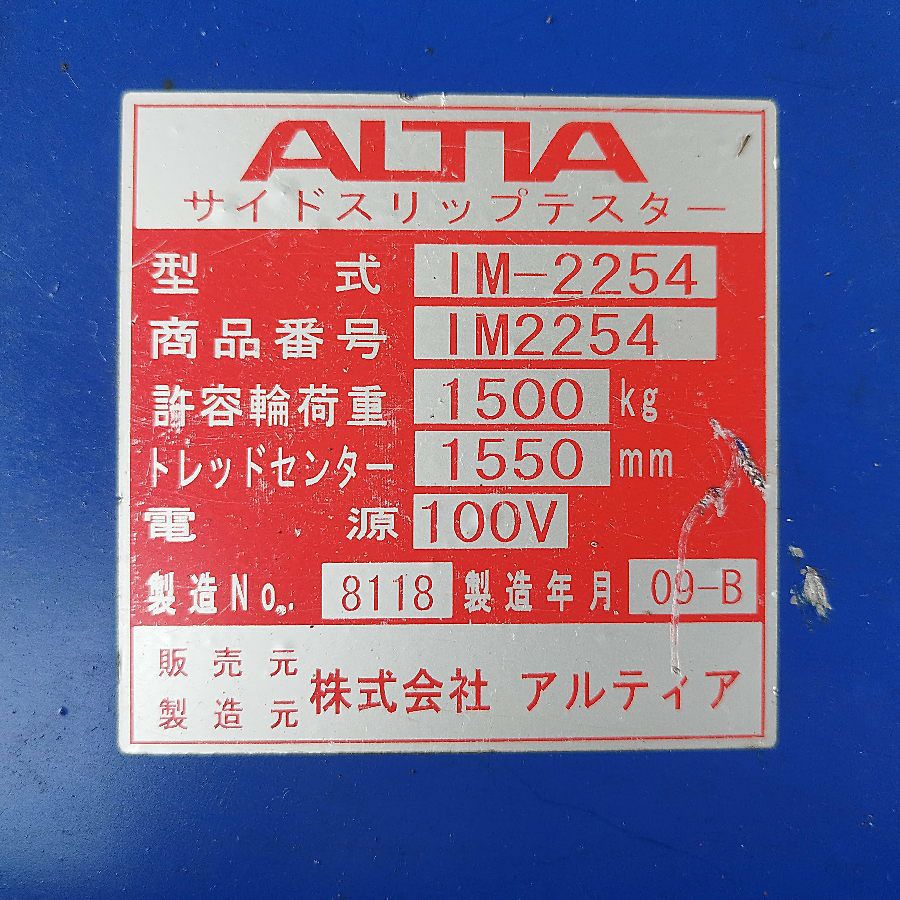 ALTIA
サイドスリップテスター
型式 IM-2254
商品番号 IM2254
許容輪荷重 1500 kg
トレッドセンター 1550 mm
電源 100V
製造No. 8118 製造年月 09-B
販売元
製造元 株式会社 アルティア